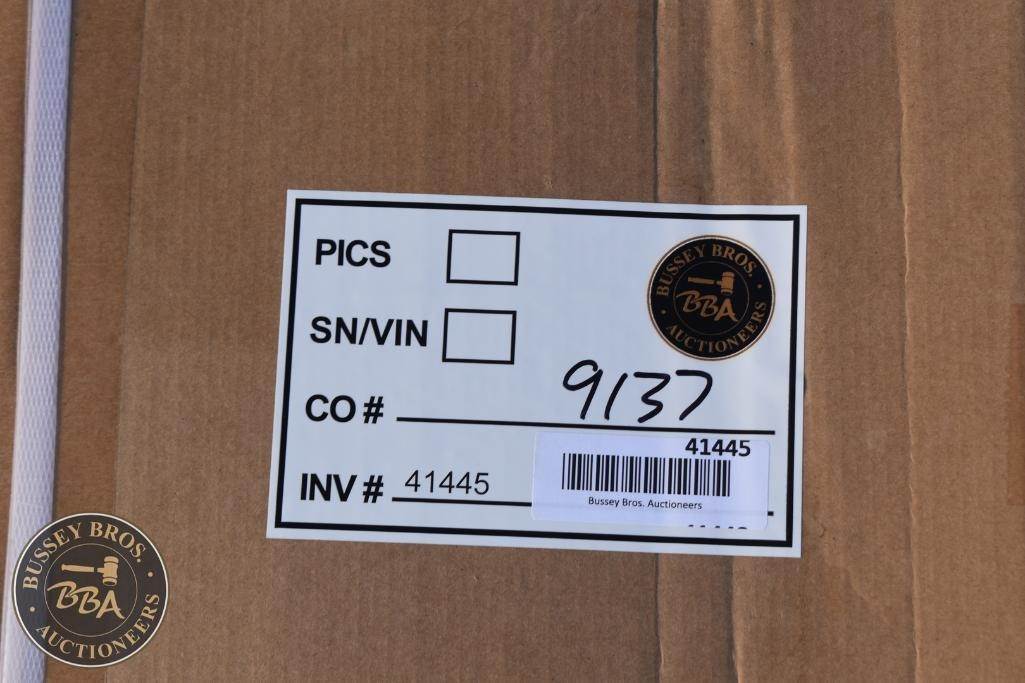 PICS
BUSSEY BROS.
BBA
AUCTIONEERS
SN/VIN
CO # 9137
41445
INV # 41445
Bussey Bros. Auctioneers
BUSSEY BROS.
BBA
AUCTIONEERS